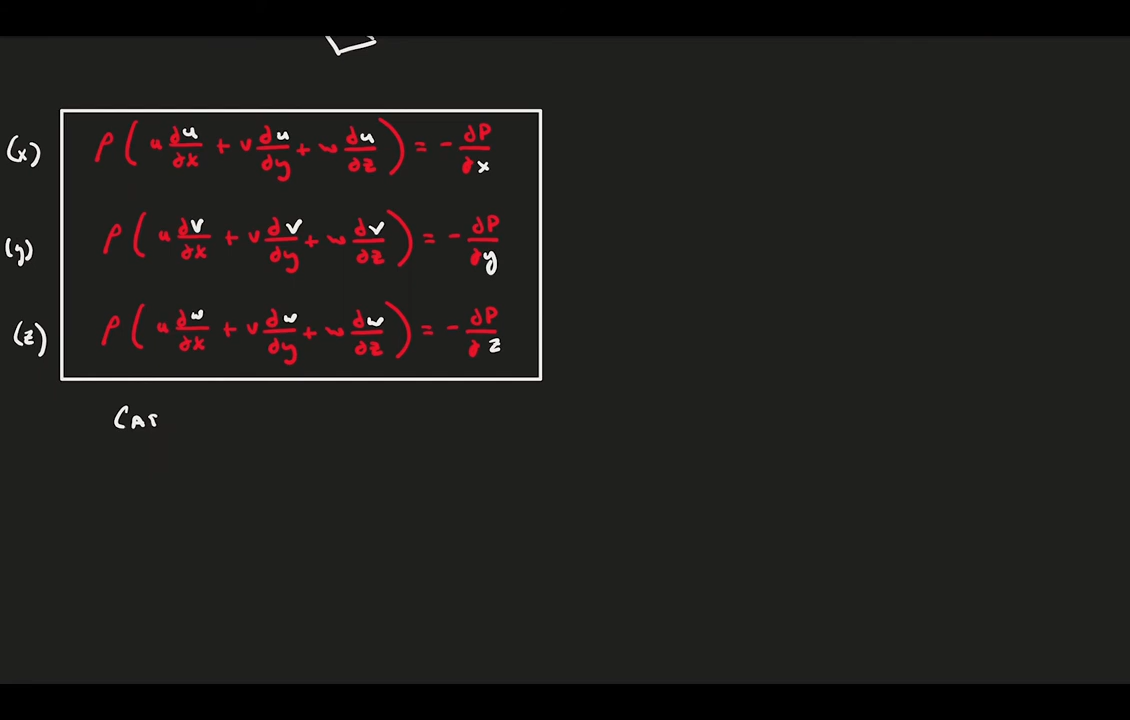 (x) ρ( u ∂u/∂x + v ∂u/∂y + w ∂u/∂z ) = - ∂P/∂x
(y) ρ( u ∂v/∂x + v ∂v/∂y + w ∂v/∂z ) = - ∂P/∂y
(z) ρ( u ∂w/∂x + v ∂w/∂y + w ∂w/∂z ) = - ∂P/∂z
CAS